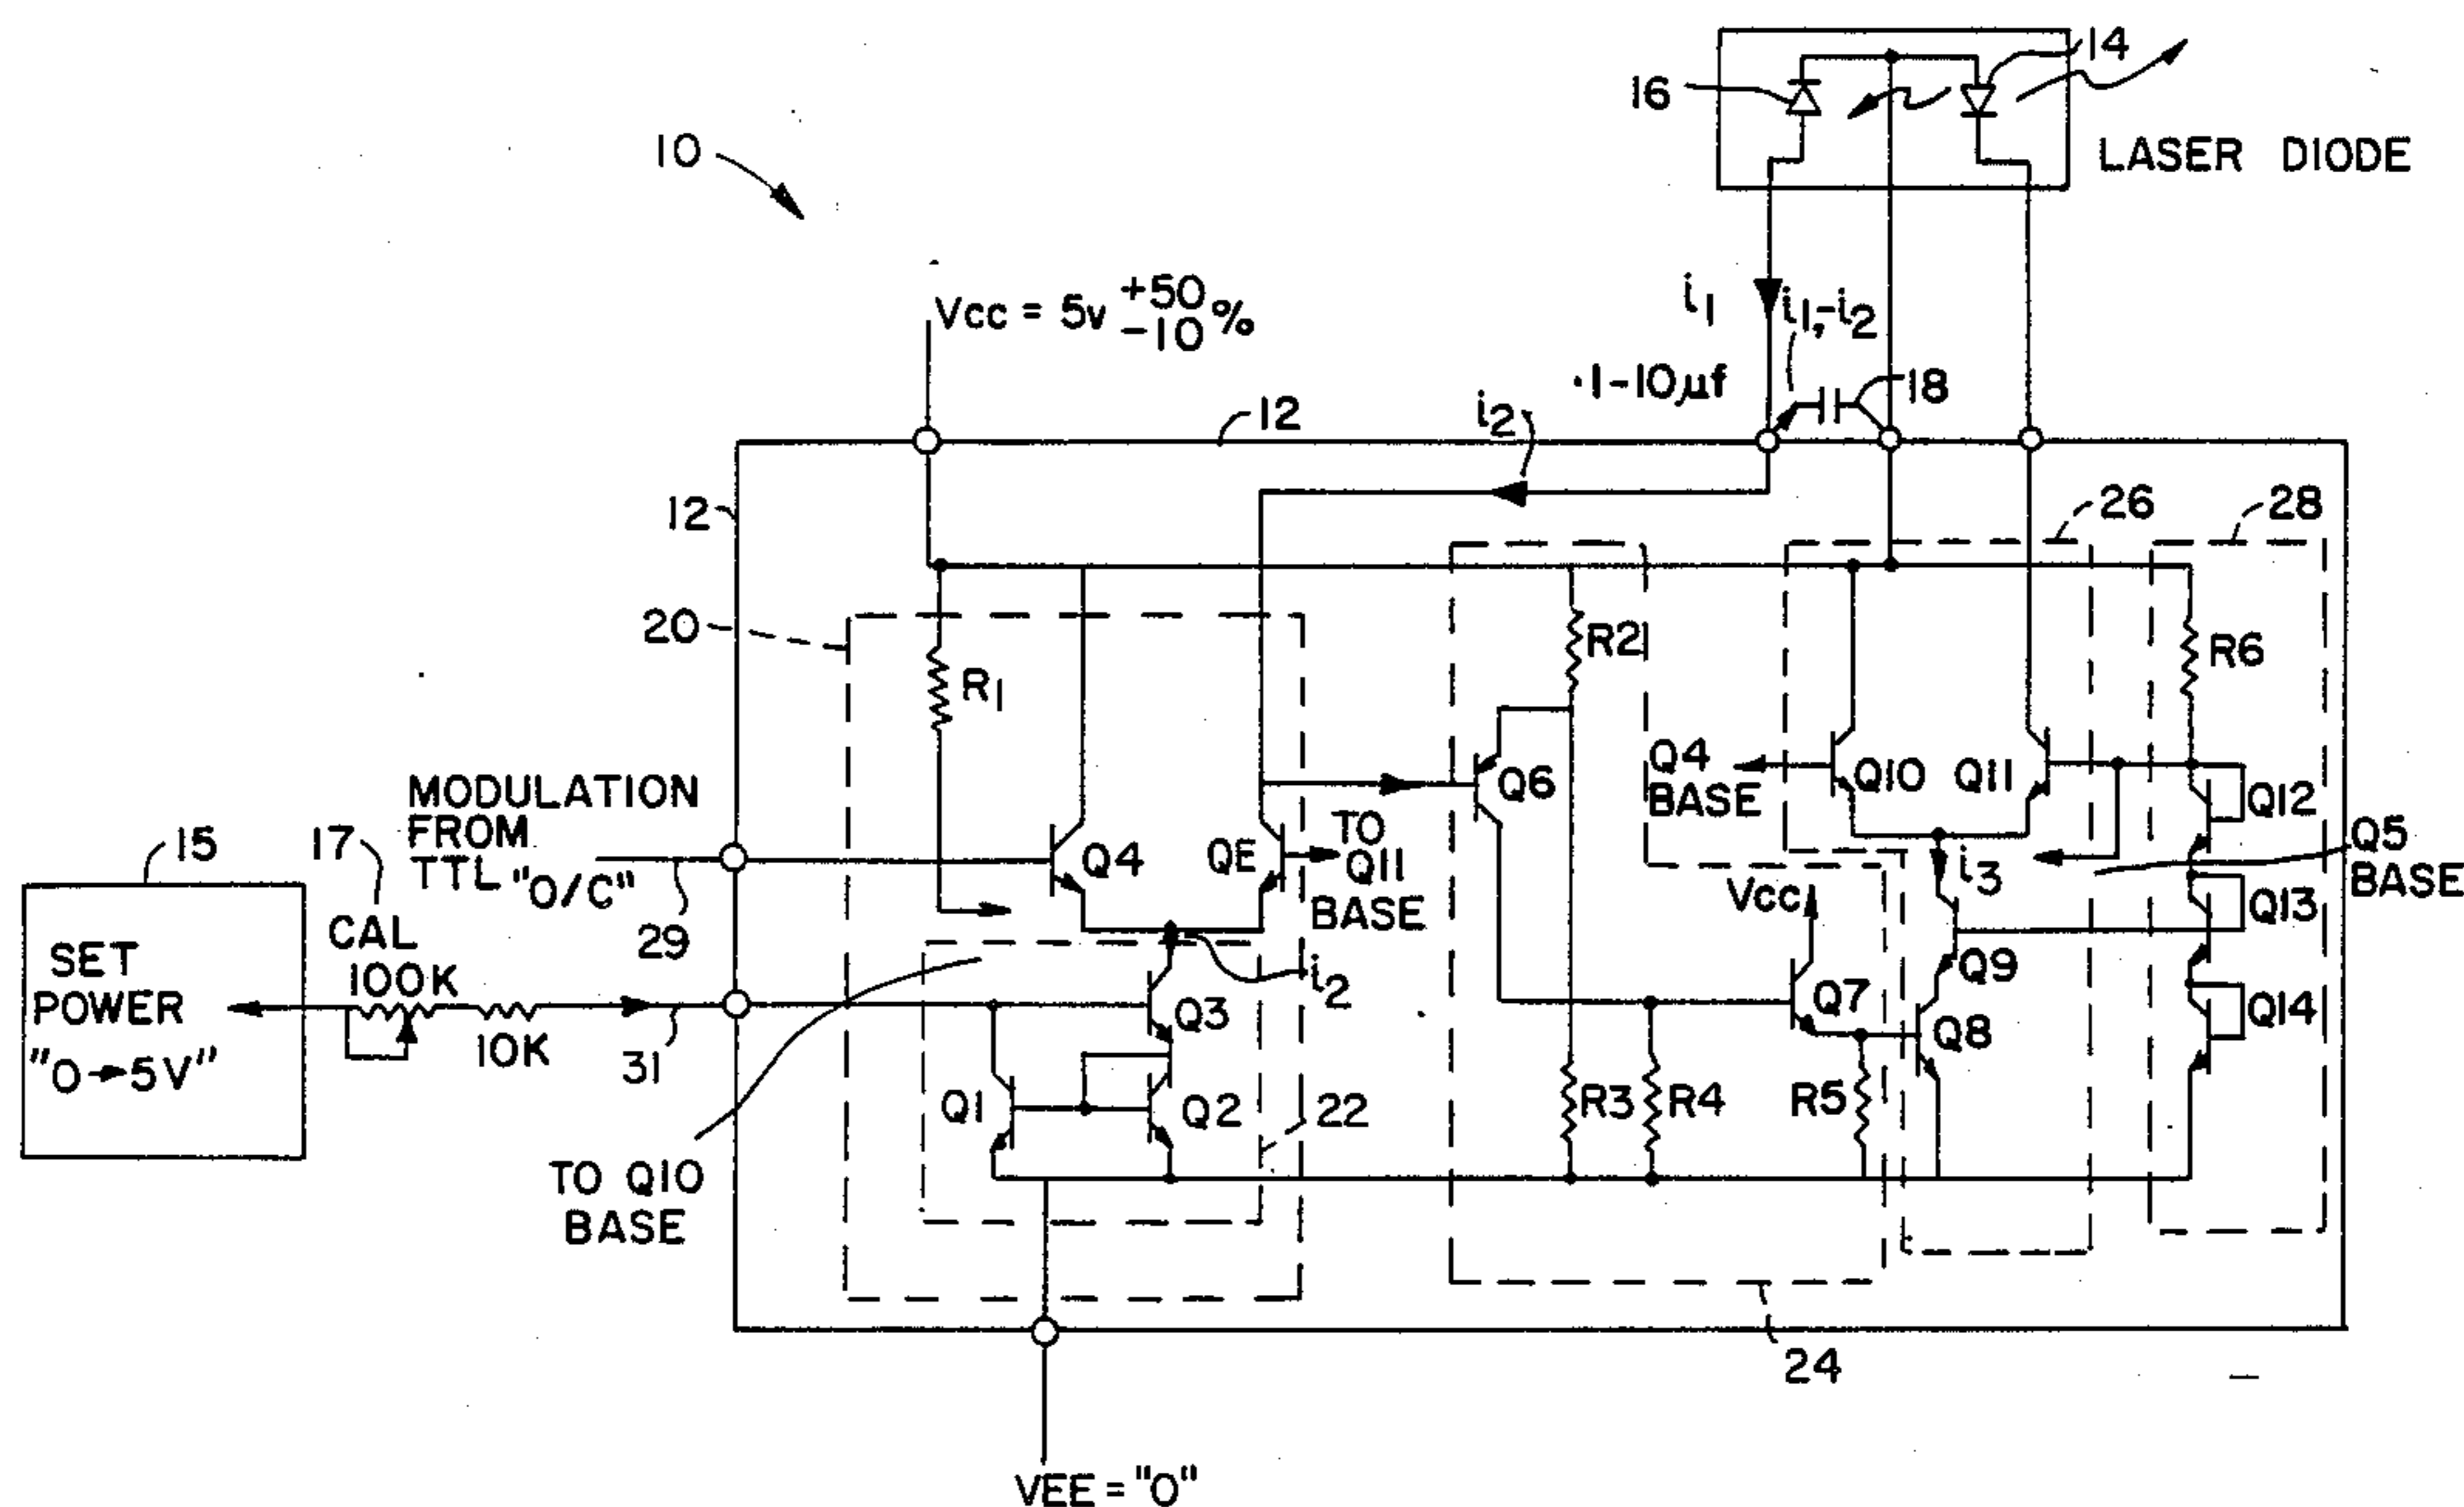 14
16
10
LASER DIODE
Vcc = 5v +50 -10 %
i1
i1,-i2
.1-10µf
18
i2
12
12
26
28
20
R2
R6
R1
Q4
BASE
Q10
Q11
Q12
Q6
MODULATION
FROM
TTL "O/C"
15
17
Q4
QE
TO
Q11
BASE
Q5
BASE
i3
Vcc
Q13
CAL
100K
29
SET
POWER
"0→5V"
i2
Q9
Q7
Q3
Q14
10K
31
Q8
Q1
Q2
22
R3
R4
R5
TO Q10
BASE
24
VEE = "0"